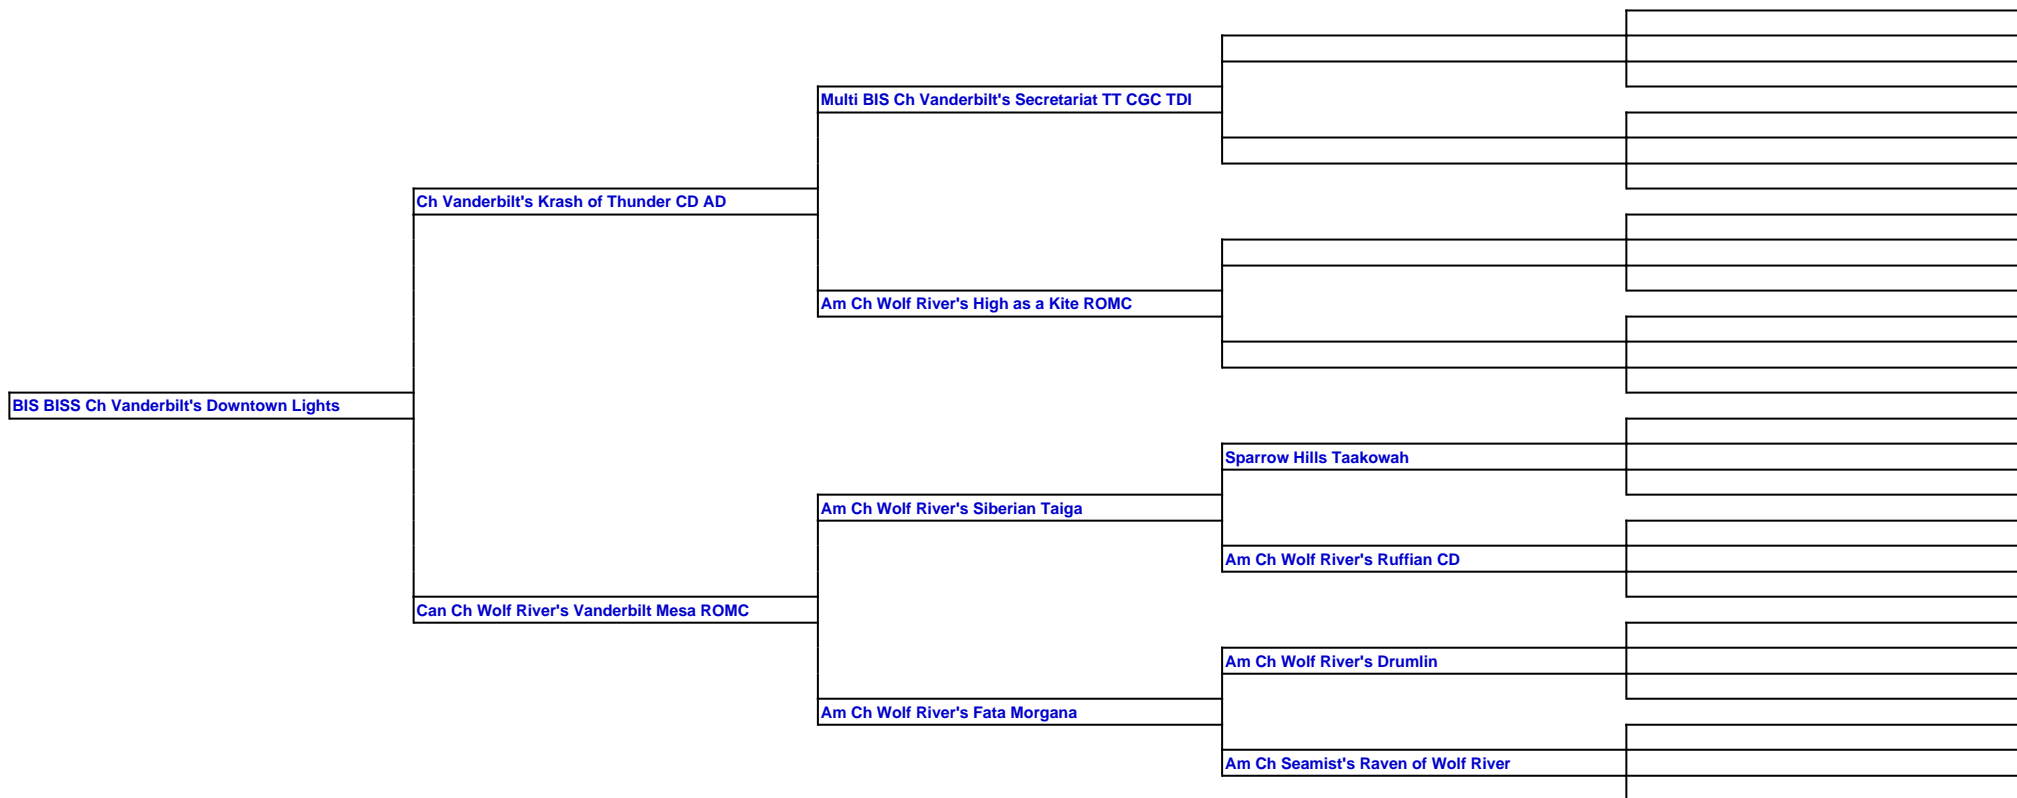 Multi BIS Ch Vanderbilt's Secretariat TT CGC TDI
Ch Vanderbilt's Krash of Thunder CD AD
Am Ch Wolf River's High as a Kite ROMC
BIS BISS Ch Vanderbilt's Downtown Lights
Sparrow Hills Taakowah
Am Ch Wolf River's Siberian Taiga
Am Ch Wolf River's Ruffian CD
Can Ch Wolf River's Vanderbilt Mesa ROMC
Am Ch Wolf River's Drumlin
Am Ch Wolf River's Fata Morgana
Am Ch Seamist's Raven of Wolf River